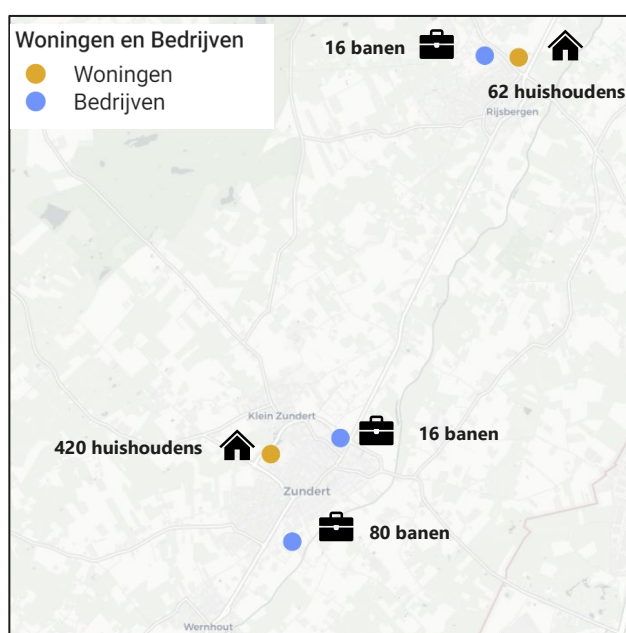 Woningen en Bedrijven
Woningen
Bedrijven
16 banen
62 huishoudens
Rijsbergen
Klein Zundert
420 huishoudens
16 banen
Zundert
80 banen
Wernhout